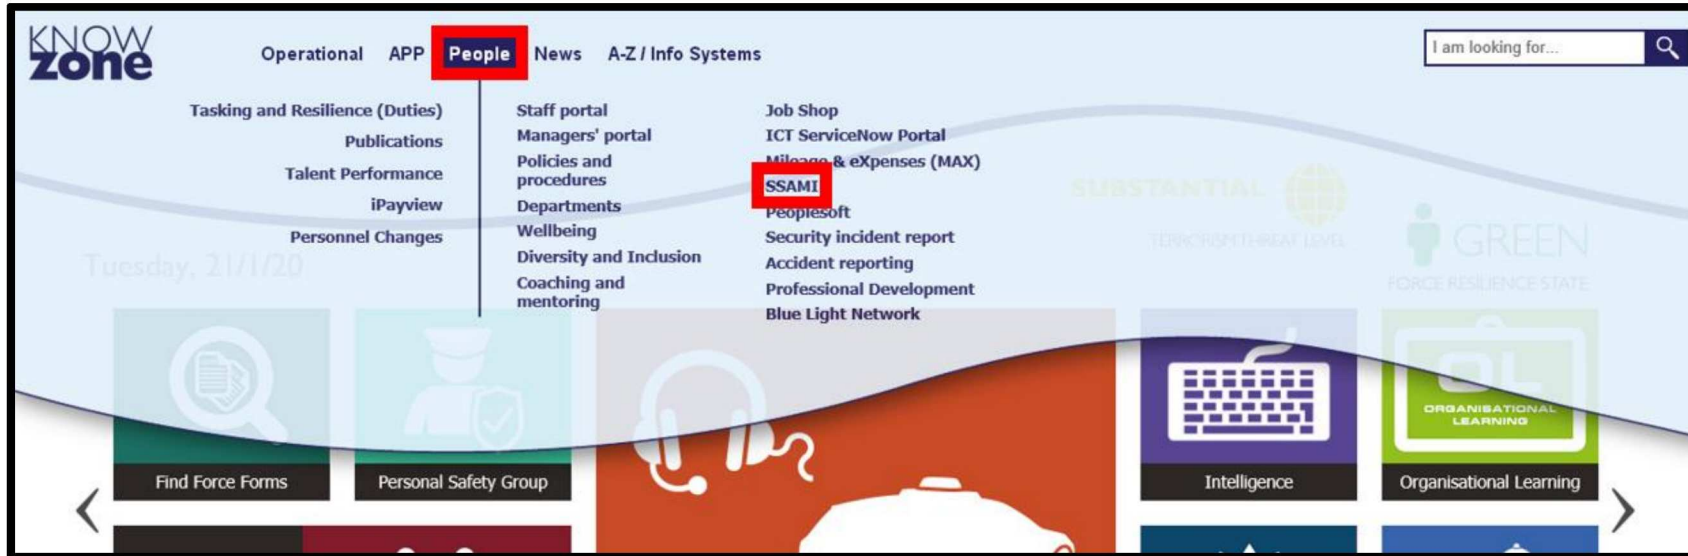 KNOW
zone
Operational
APP
People
News
A-Z / Info Systems
I am looking for...
Tasking and Resilience (Duties)
Publications
Talent Performance
iPayview
Personnel Changes
Staff portal
Managers' portal
Policies and
procedures
Departments
Wellbeing
Diversity and Inclusion
Coaching and
mentoring
Job Shop
ICT ServiceNow Portal
Mileage & eXpenses (MAX)
SSAMI
Peoplesoft
Security incident report
Accident reporting
Professional Development
Blue Light Network
Tuesday, 21/1/20
SUBSTANTIAL
TERRORISM THREAT LEVEL
GREEN
FORCE RESILIENCE STATE
Find Force Forms
Personal Safety Group
Intelligence
OL
ORGANISATIONAL
LEARNING
Organisational Learning